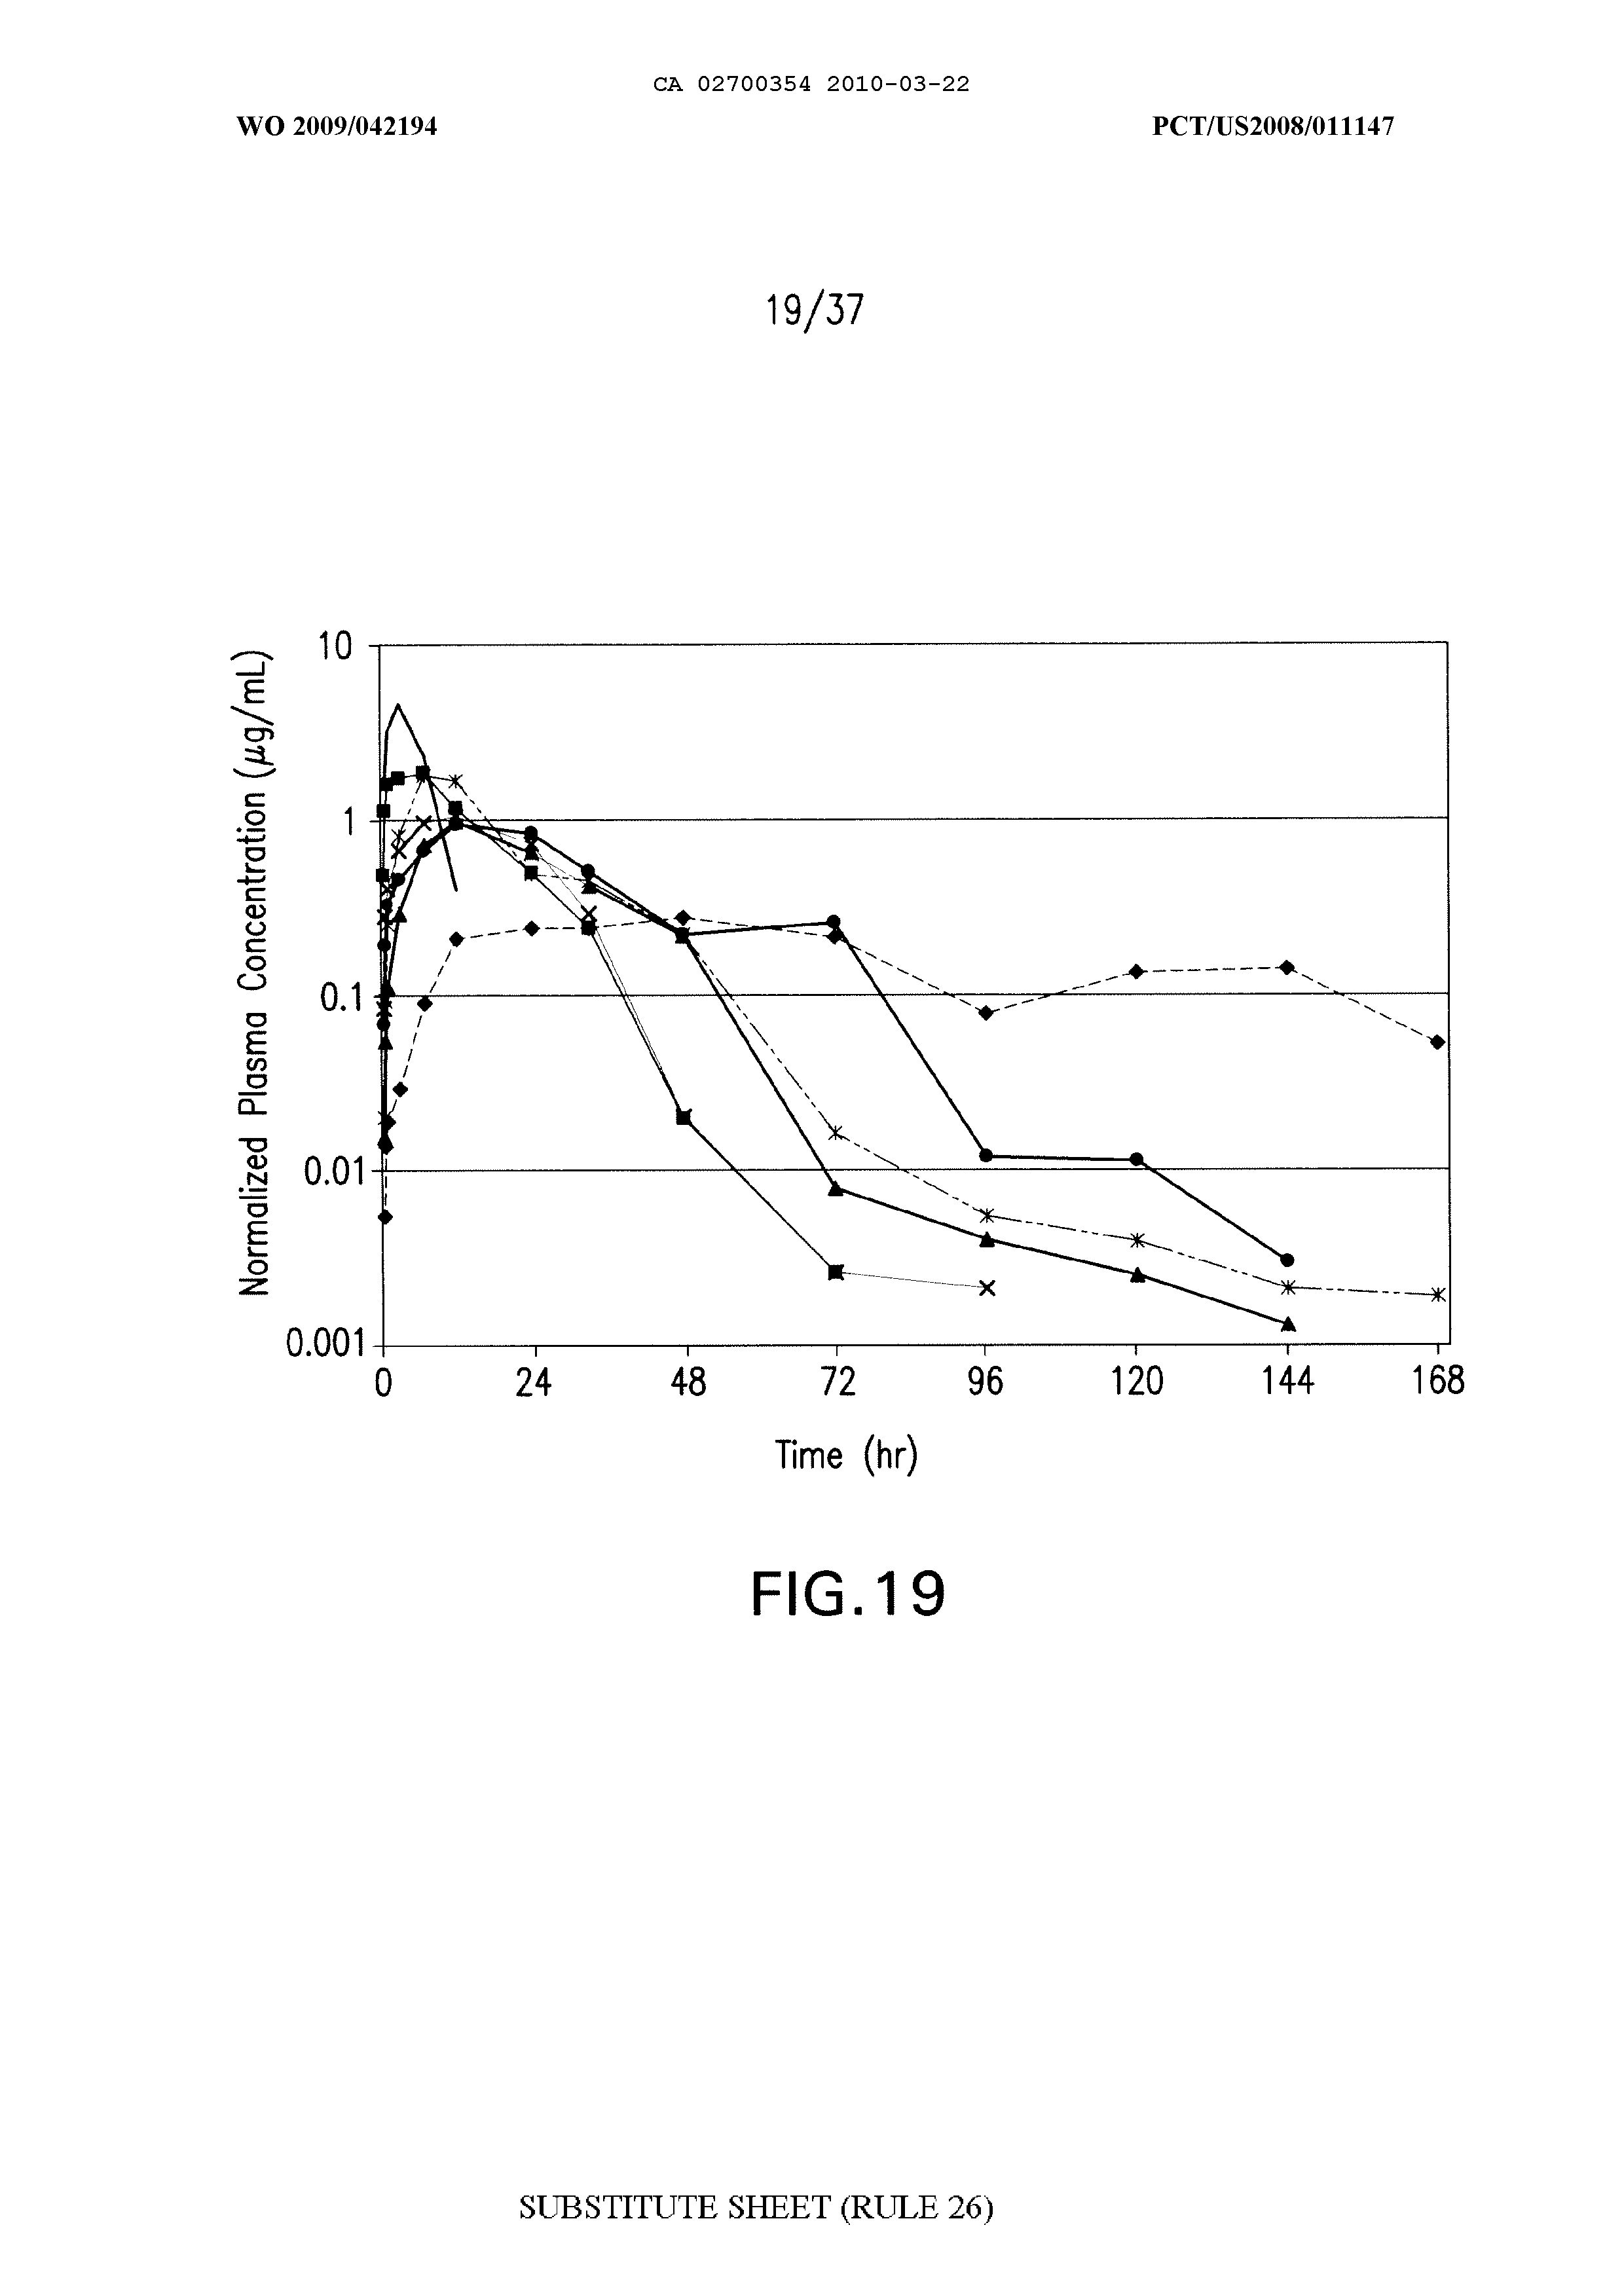 CA 02700354 2010-03-22
WO 2009/042194
PCT/US2008/011147
19/37
Normalized Plasma Concentration (µg/mL)
10
1
0.1
0.01
0.001
0 24 48 72 96 120 144 168
Time (hr)
FIG.19
SUBSTITUTE SHEET (RULE 26)